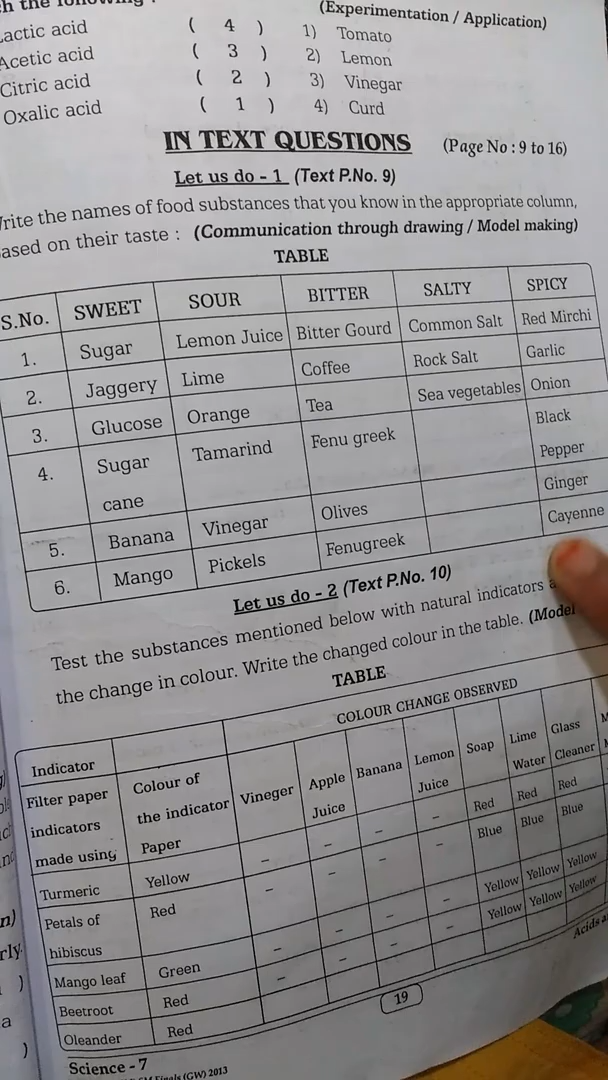 ch the following :
(Experimentation / Application)
Lactic acid ( 4 ) 1) Tomato
Acetic acid ( 3 ) 2) Lemon
Citric acid ( 2 ) 3) Vinegar
Oxalic acid ( 1 ) 4) Curd
IN TEXT QUESTIONS (Page No : 9 to 16)
Let us do - 1 (Text P.No. 9)
Write the names of food substances that you know in the appropriate column,
ased on their taste : (Communication through drawing / Model making)
TABLE
S.No. SWEET SOUR BITTER SALTY SPICY
1. Sugar Lemon Juice Bitter Gourd Common Salt Red Mirchi
2. Jaggery Lime Coffee Rock Salt Garlic
3. Glucose Orange Tea Sea vegetables Onion
4. Sugar cane Tamarind Fenu greek Black Pepper
5. Banana Vinegar Olives Ginger
6. Mango Pickels Fenugreek Cayenne
Let us do - 2 (Text P.No. 10)
Test the substances mentioned below with natural indicators
the change in colour. Write the changed colour in the table. (Model
TABLE
COLOUR CHANGE OBSERVED
Indicator
Filter paper
indicators
made using
Colour of
the indicator
Paper
Vineger
Apple
Juice
Banana
Lemon
Juice
Soap
Lime
Water
Glass
Cleaner
Turmeric Yellow - - - Red Red Red
Petals of Red - - - Blue Blue Blue
hibiscus
Mango leaf Green - - - - Yellow Yellow Yellow
Beetroot Red - - - - Yellow Yellow Yellow
Oleander Red
Acids a
19
Science - 7
Finals (GW) 2013